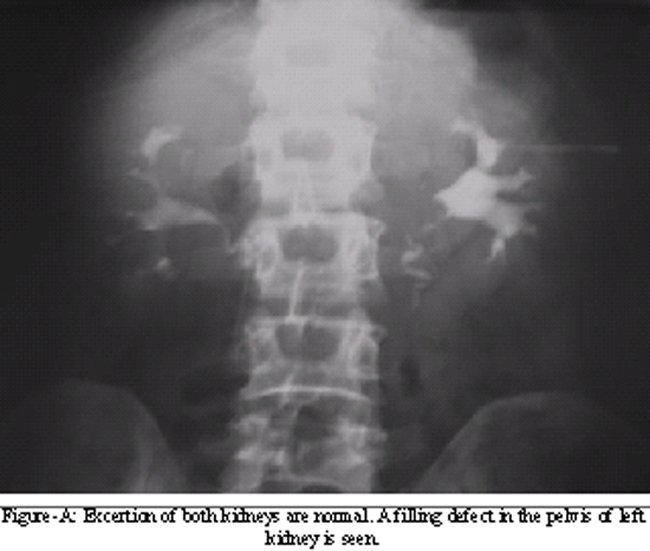 Figure-A: Excertion of both kidneys are normal. A filling defect in the pelvis of left
kidney is seen.